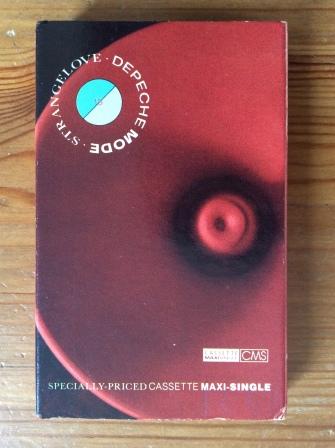 STRANGELOVE · DEPECHE MODE ·
CASSETTE
MAXI-SINGLE
CMS
SPECIALLY-PRICED CASSETTE MAXI-SINGLE